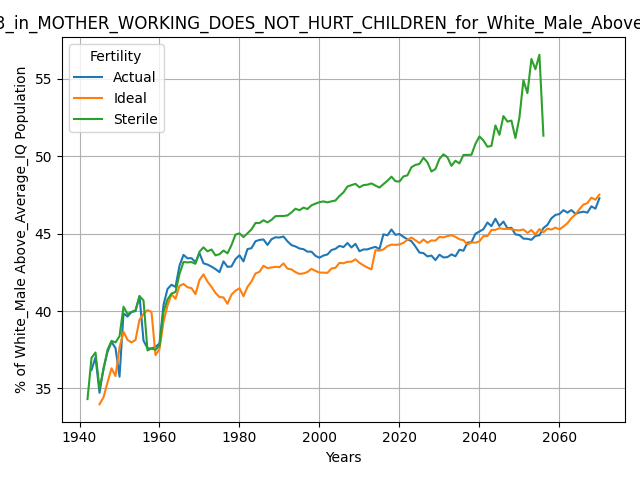 3_in_MOTHER_WORKING_DOES_NOT_HURT_CHILDREN_for_White_Male_Above
Fertility
Actual
Ideal
Sterile
% of White_Male Above_Average_IQ Population
55
50
45
40
35
1940 1960 1980 2000 2020 2040 2060
Years